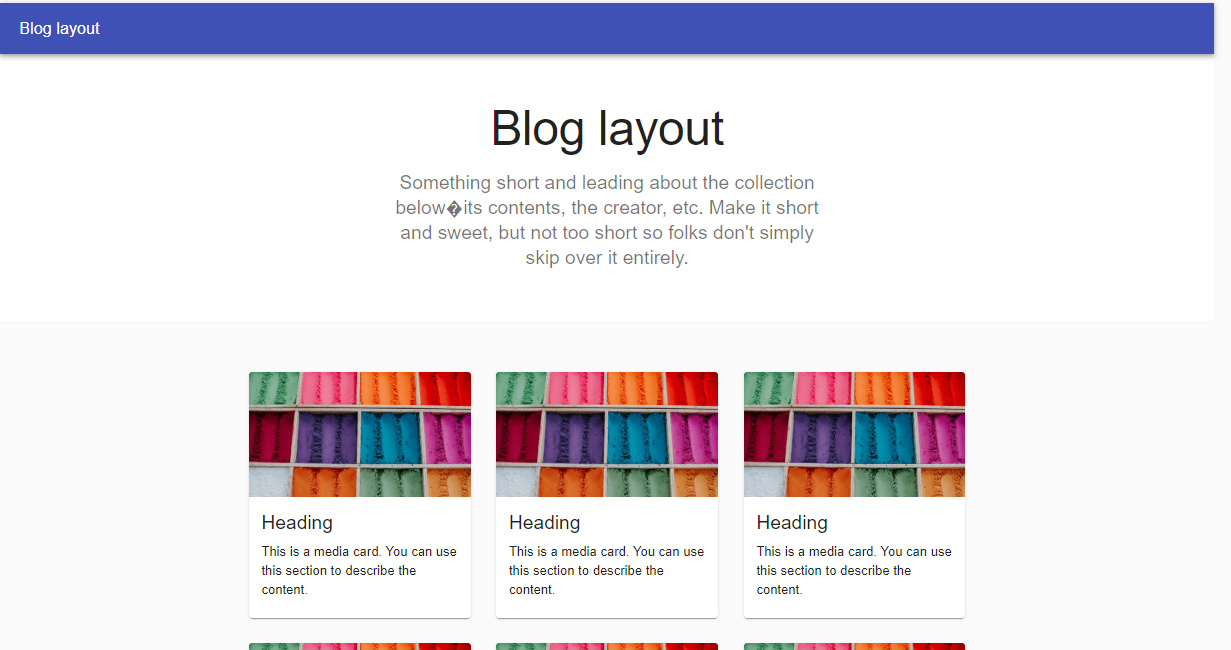 Blog layout
Blog layout
Something short and leading about the collection
below�its contents, the creator, etc. Make it short
and sweet, but not too short so folks don't simply
skip over it entirely.
Heading
This is a media card. You can use
this section to describe the
content.
Heading
This is a media card. You can use
this section to describe the
content.
Heading
This is a media card. You can use
this section to describe the
content.